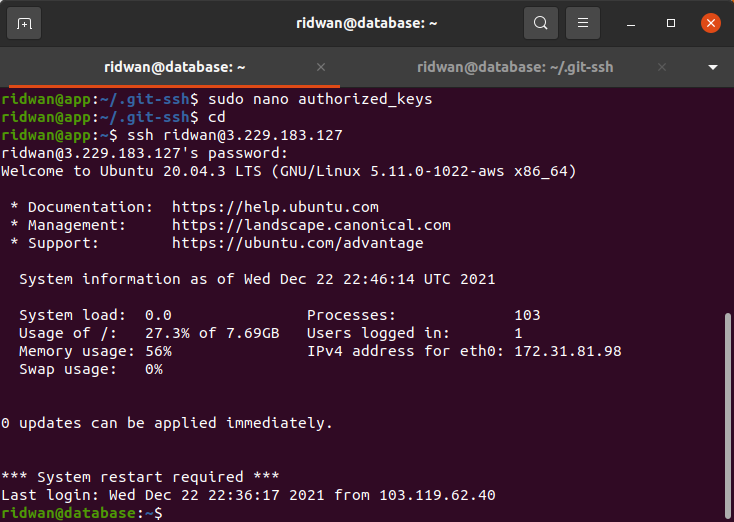 ridwan@database: ~
ridwan@database: ~
ridwan@database: ~/.git-ssh
ridwan@app:~/.git-ssh$ sudo nano authorized_keys
ridwan@app:~/.git-ssh$ cd
ridwan@app:~$ ssh ridwan@3.229.183.127
ridwan@3.229.183.127's password:
Welcome to Ubuntu 20.04.3 LTS (GNU/Linux 5.11.0-1022-aws x86_64)
* Documentation:  https://help.ubuntu.com
* Management:     https://landscape.canonical.com
* Support:        https://ubuntu.com/advantage
System information as of Wed Dec 22 22:46:14 UTC 2021
System load:  0.0               Processes:             103
Usage of /:   27.3% of 7.69GB   Users logged in:       1
Memory usage: 56%               IPv4 address for eth0: 172.31.81.98
Swap usage:   0%
0 updates can be applied immediately.
*** System restart required ***
Last login: Wed Dec 22 22:36:17 2021 from 103.119.62.40
ridwan@database:~$